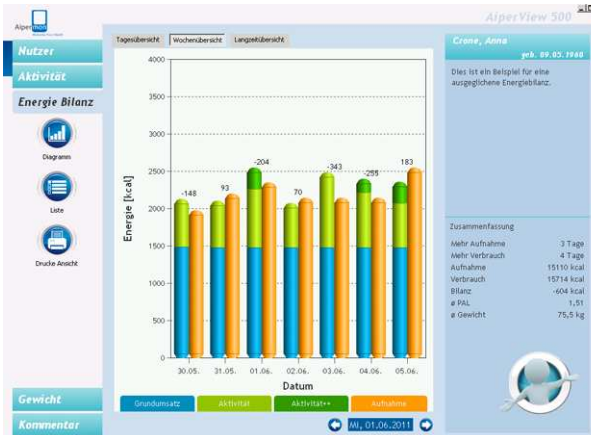 AiperView 500
Aipermon
Nutzer
Aktivität
Energie Bilanz
Diagramm
Liste
Drucke Ansicht
Gewicht
Kommentar
Tagesübersicht Wochenübersicht Langzeitübersicht
Energie [kcal]
4000
3500
3000
2500
2000
1500
1000
500
0
-148 93 -204 70 -343 -255 183
30.05. 31.05. 01.06. 02.06. 03.06. 04.06. 05.06.
Datum
Grundumsatz Aktivität Aktivität++ Aufnahme
Mi, 01.06.2011
Crone, Anna
geb. 09.05.1960
Dies ist ein Beispiel für eine
ausgeglichene Energiebilanz.
Zusammenfassung
Mehr Aufnahme 3 Tage
Mehr Verbrauch 4 Tage
Aufnahme 15110 kcal
Verbrauch 15714 kcal
Bilanz -604 kcal
ø PAL 1,51
ø Gewicht 75,5 kg